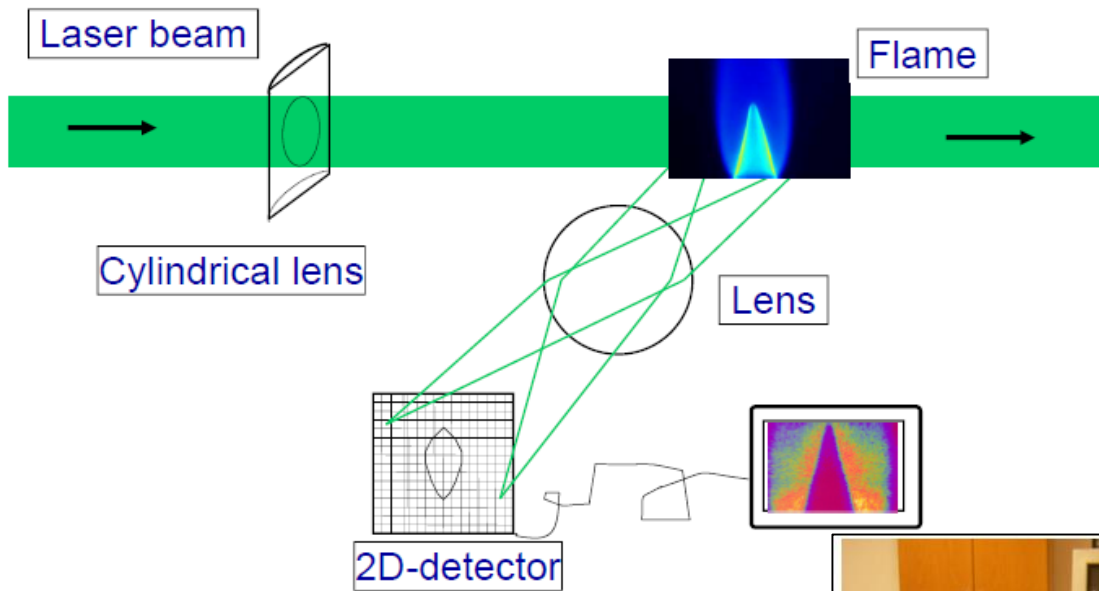 Laser beam
Flame
Cylindrical lens
Lens
2D-detector